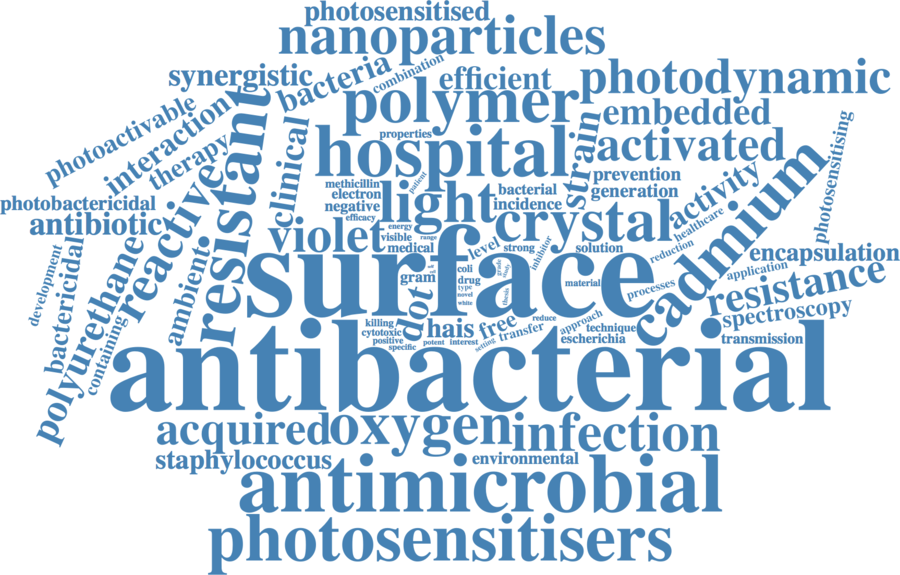 photosensitised
nanoparticles
synergistic
bacteria
combination
efficient
photodynamic
photoactivable
interaction
therapy
resistant
clinical
polymer
embedded
properties
hospital
strain
activated
photosensitising
photobactericidal
antibiotic
reactive
methicillin
electron
negative
efficacy
patient
light
bacterial
incidence
prevention
generation
activity
cadmium
violet
energy
visible
range
medical
crystal
healthcare
reduction
development
bactericidal
polyurethane
containing
ambient
surface
level
strong
inhibitor
solution
encapsulation
application
resistance
spectroscopy
gram
coli
drug
type
novel
white
grade
study
thesis
material
processes
dot
killing
cytotoxic
positive
specific
hais
free
potent
interest
setting
transfer
reduce
approach
technique
escherichia
transmission
antibacterial
acquired
oxygen
infection
staphylococcus
environmental
antimicrobial
photosensitisers